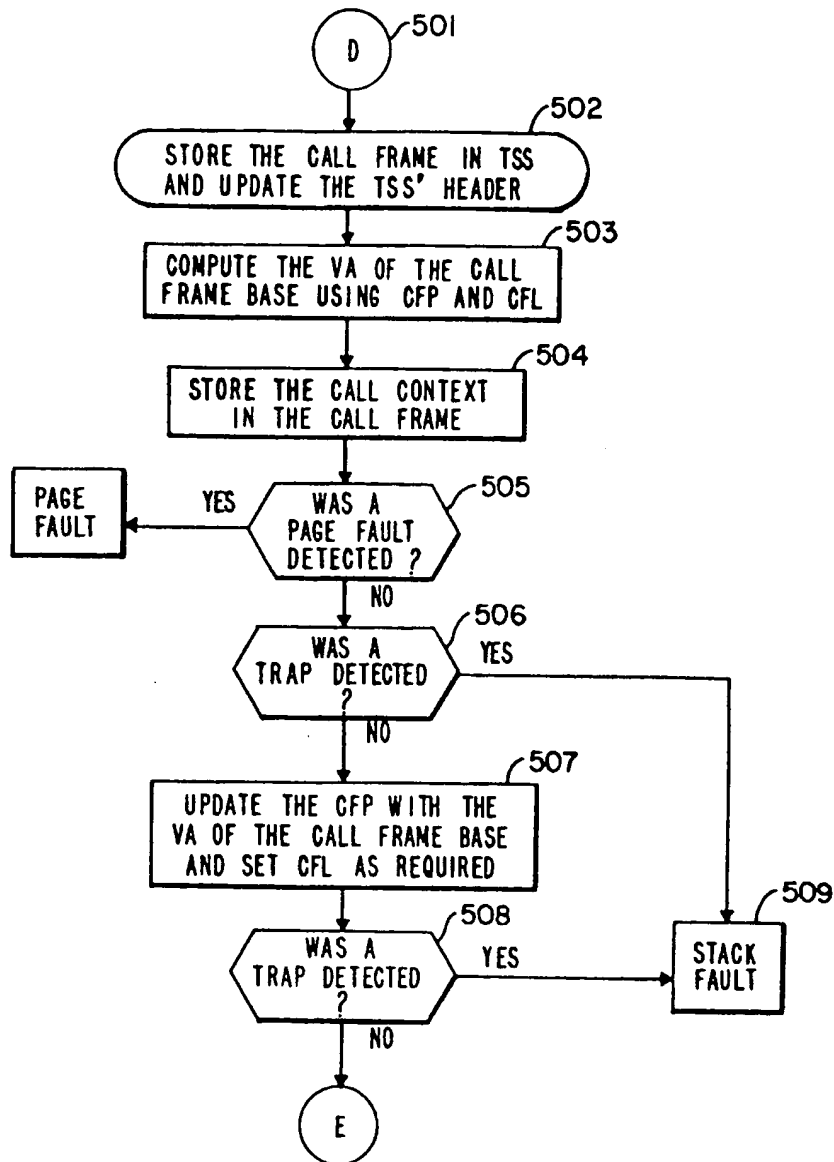 D
501
502
STORE THE CALL FRAME IN TSS
AND UPDATE THE TSS' HEADER
503
COMPUTE THE VA OF THE CALL
FRAME BASE USING CFP AND CFL
504
STORE THE CALL CONTEXT
IN THE CALL FRAME
505
PAGE
FAULT
YES
WAS A
PAGE FAULT
DETECTED ?
NO
506
WAS A
TRAP DETECTED
?
YES
NO
507
UPDATE THE CFP WITH THE
VA OF THE CALL FRAME BASE
AND SET CFL AS REQUIRED
508
WAS A
TRAP DETECTED
?
YES
509
STACK
FAULT
NO
E